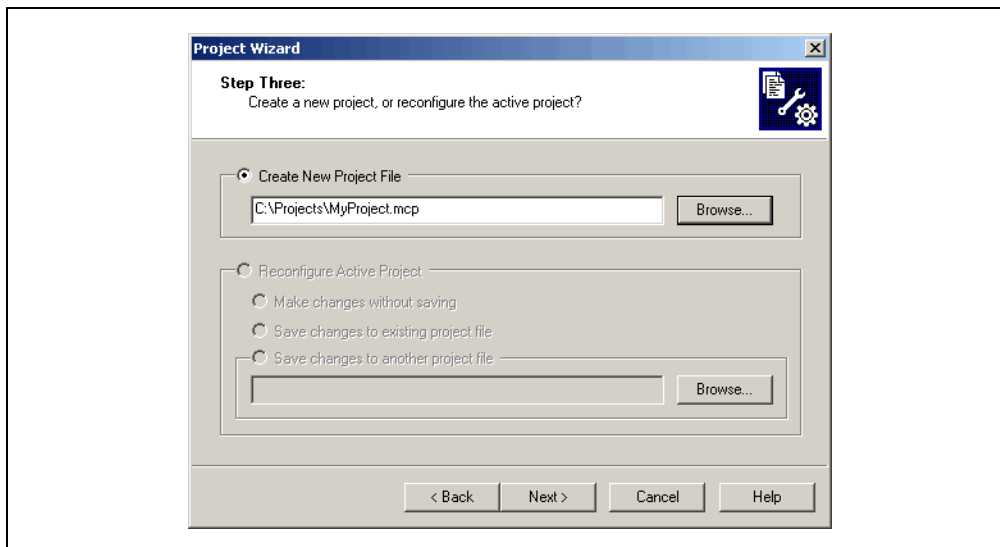 Project Wizard
Step Three:
Create a new project, or reconfigure the active project?
Create New Project File
C:\Projects\MyProject.mcp
Browse...
Reconfigure Active Project
Make changes without saving
Save changes to existing project file
Save changes to another project file
Browse...
< Back Next > Cancel Help